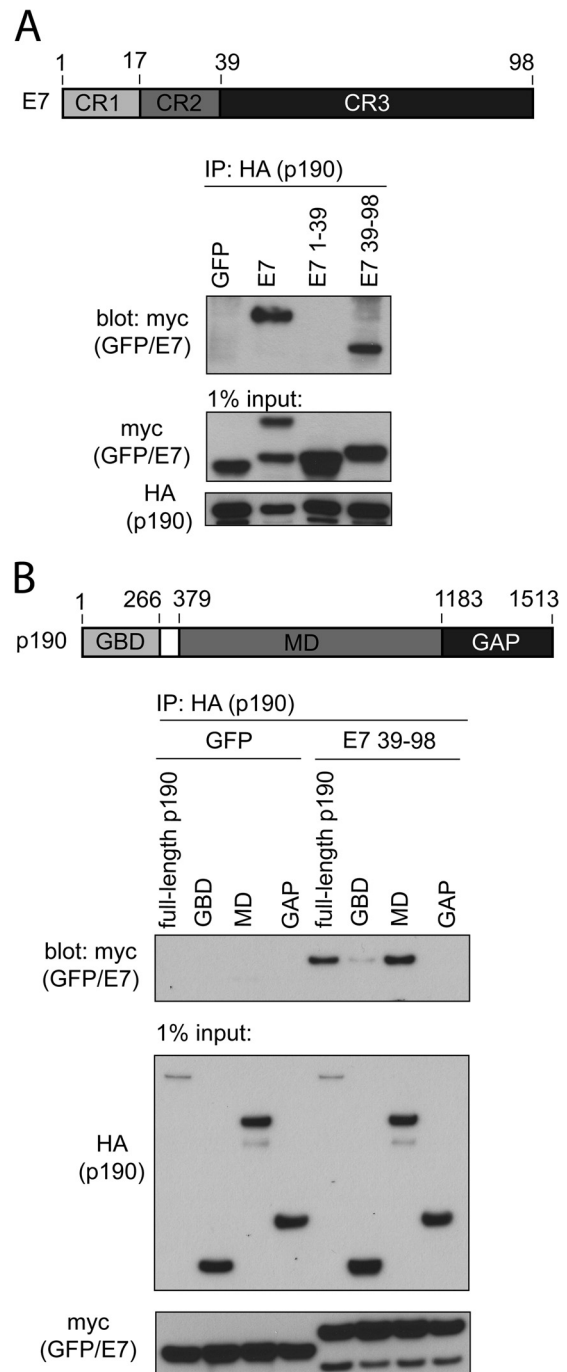 A
1 17 39 98
E7 CR1 CR2 CR3
IP: HA (p190)
GFP E7 E7 1-39 E7 39-98
blot: myc
(GFP/E7)
1% input:
myc
(GFP/E7)
HA
(p190)
B
1 266 379 1183 1513
p190 GBD MD GAP
IP: HA (p190)
GFP E7 39-98
full-length p190 GBD MD GAP full-length p190 GBD MD GAP
blot: myc
(GFP/E7)
1% input:
HA
(p190)
myc
(GFP/E7)